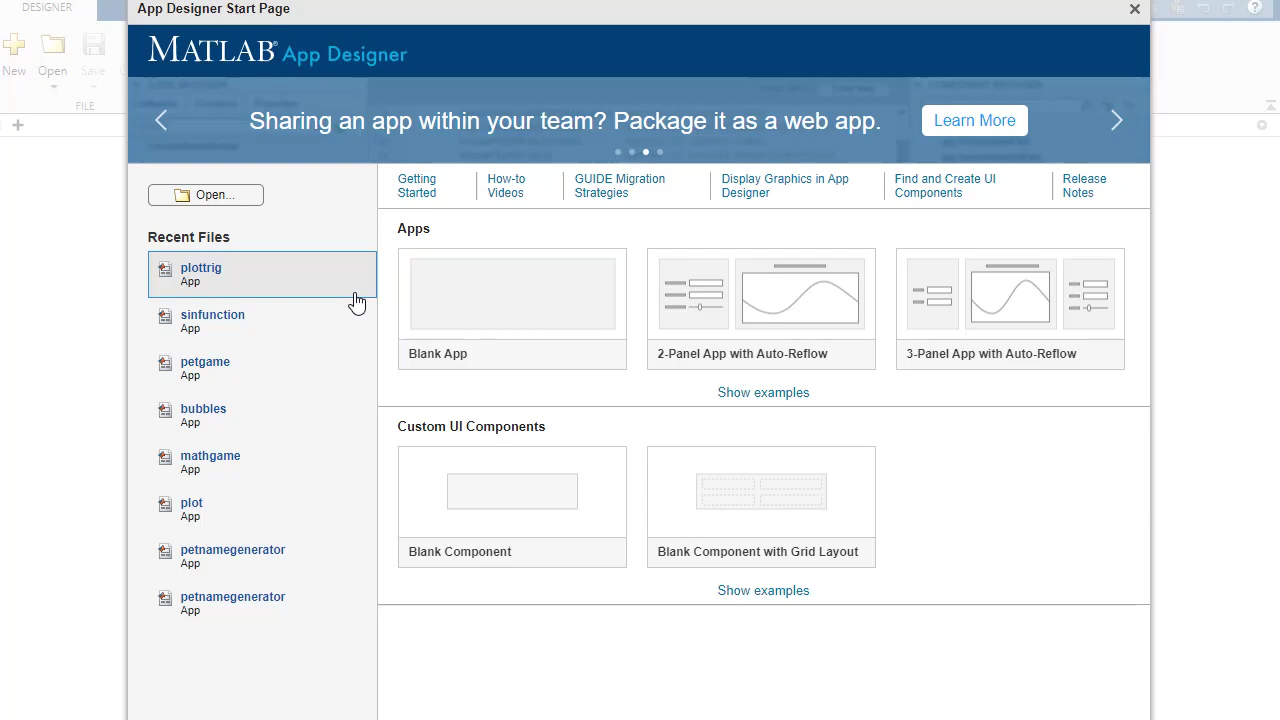 DESIGNER
App Designer Start Page
New
Open
Save
FILE
MATLAB® App Designer
Sharing an app within your team? Package it as a web app.
Learn More
Open...
Getting
Started
How-to
Videos
GUIDE Migration
Strategies
Display Graphics in App
Designer
Find and Create UI
Components
Release
Notes
Recent Files
plottrig
App
sinfunction
App
petgame
App
bubbles
App
mathgame
App
plot
App
petnamegenerator
App
petnamegenerator
App
Apps
Blank App
2-Panel App with Auto-Reflow
3-Panel App with Auto-Reflow
Show examples
Custom UI Components
Blank Component
Blank Component with Grid Layout
Show examples